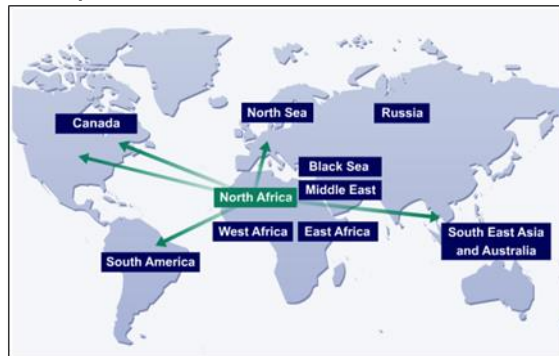 North Sea
Russia
Canada
Black Sea
Middle East
North Africa
West Africa
East Africa
South America
South East Asia
and Australia